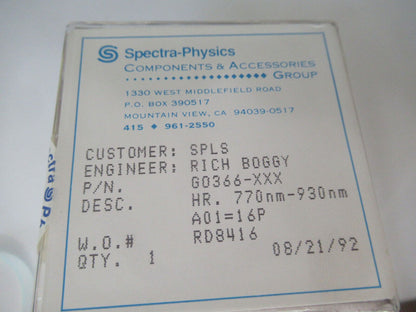 Spectra-Physics
COMPONENTS & ACCESSORIES
GROUP
1330 WEST MIDDLEFIELD ROAD
P.O. BOX 390517
MOUNTAIN VIEW, CA 94039-0517
415 ◆ 961-2550
CUSTOMER: SPLS
ENGINEER: RICH BOGGY
P/N. G0366-XXX
DESC. HR. 770nm-930nm
A01=16P
W.O.# RD8416
QTY. 1 08/21/92